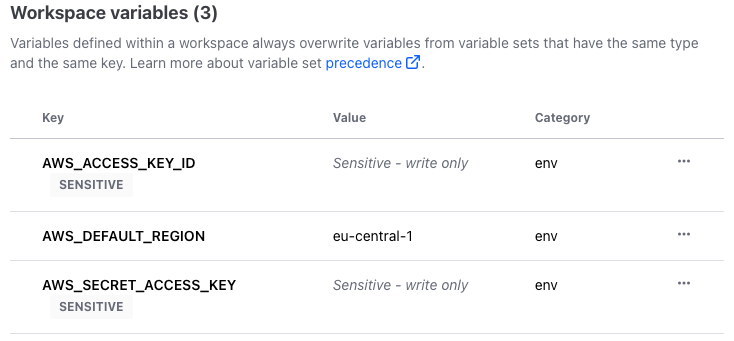 Workspace variables (3)
Variables defined within a workspace always overwrite variables from variable sets that have the same type
and the same key. Learn more about variable set precedence.
Key Value Category
AWS_ACCESS_KEY_ID Sensitive - write only env
SENSITIVE
AWS_DEFAULT_REGION eu-central-1 env
AWS_SECRET_ACCESS_KEY Sensitive - write only env
SENSITIVE